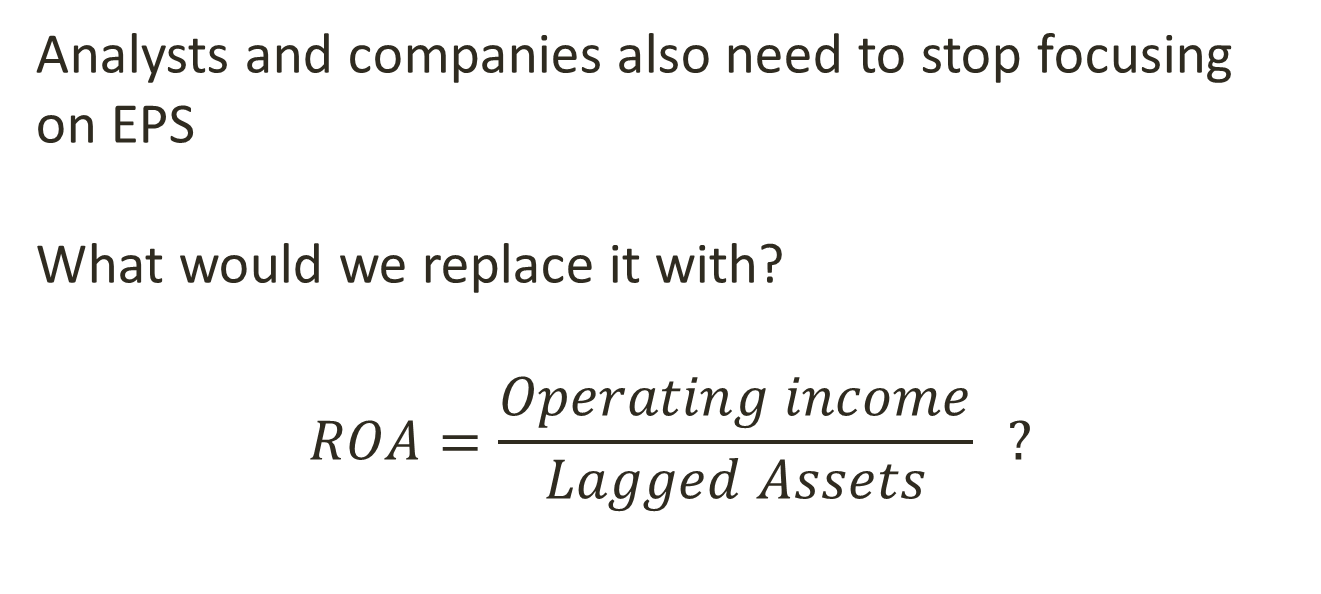 Analysts and companies also need to stop focusing
on EPS
What would we replace it with?
ROA = Operating income / Lagged Assets ?